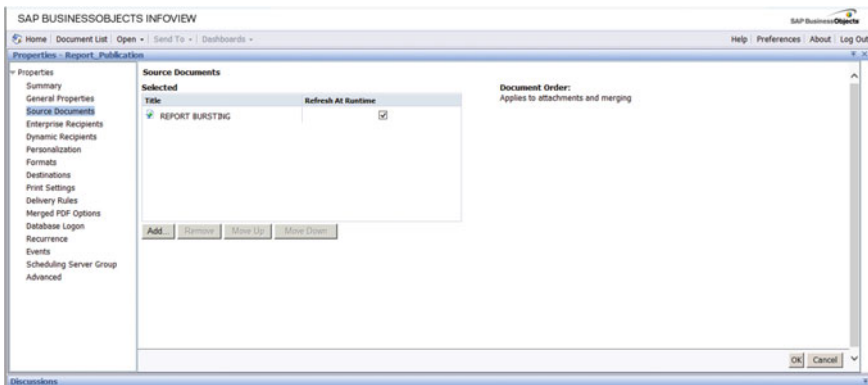 SAP BUSINESSOBJECTS INFOVIEW
SAP BusinessObjects
Home Document List Open Send To Dashboards
Help Preferences About Log Out
Properties - Report_Publication
Properties
Summary
General Properties
Source Documents
Enterprise Recipients
Dynamic Recipients
Personalization
Formats
Destinations
Print Settings
Delivery Rules
Merged PDF Options
Database Logon
Recurrence
Events
Scheduling Server Group
Advanced
Source Documents
Selected
Title Refresh At Runtime
REPORT BURSTING
Add... Remove Move Up Move Down
Document Order:
Applies to attachments and merging
OK Cancel
Discussions